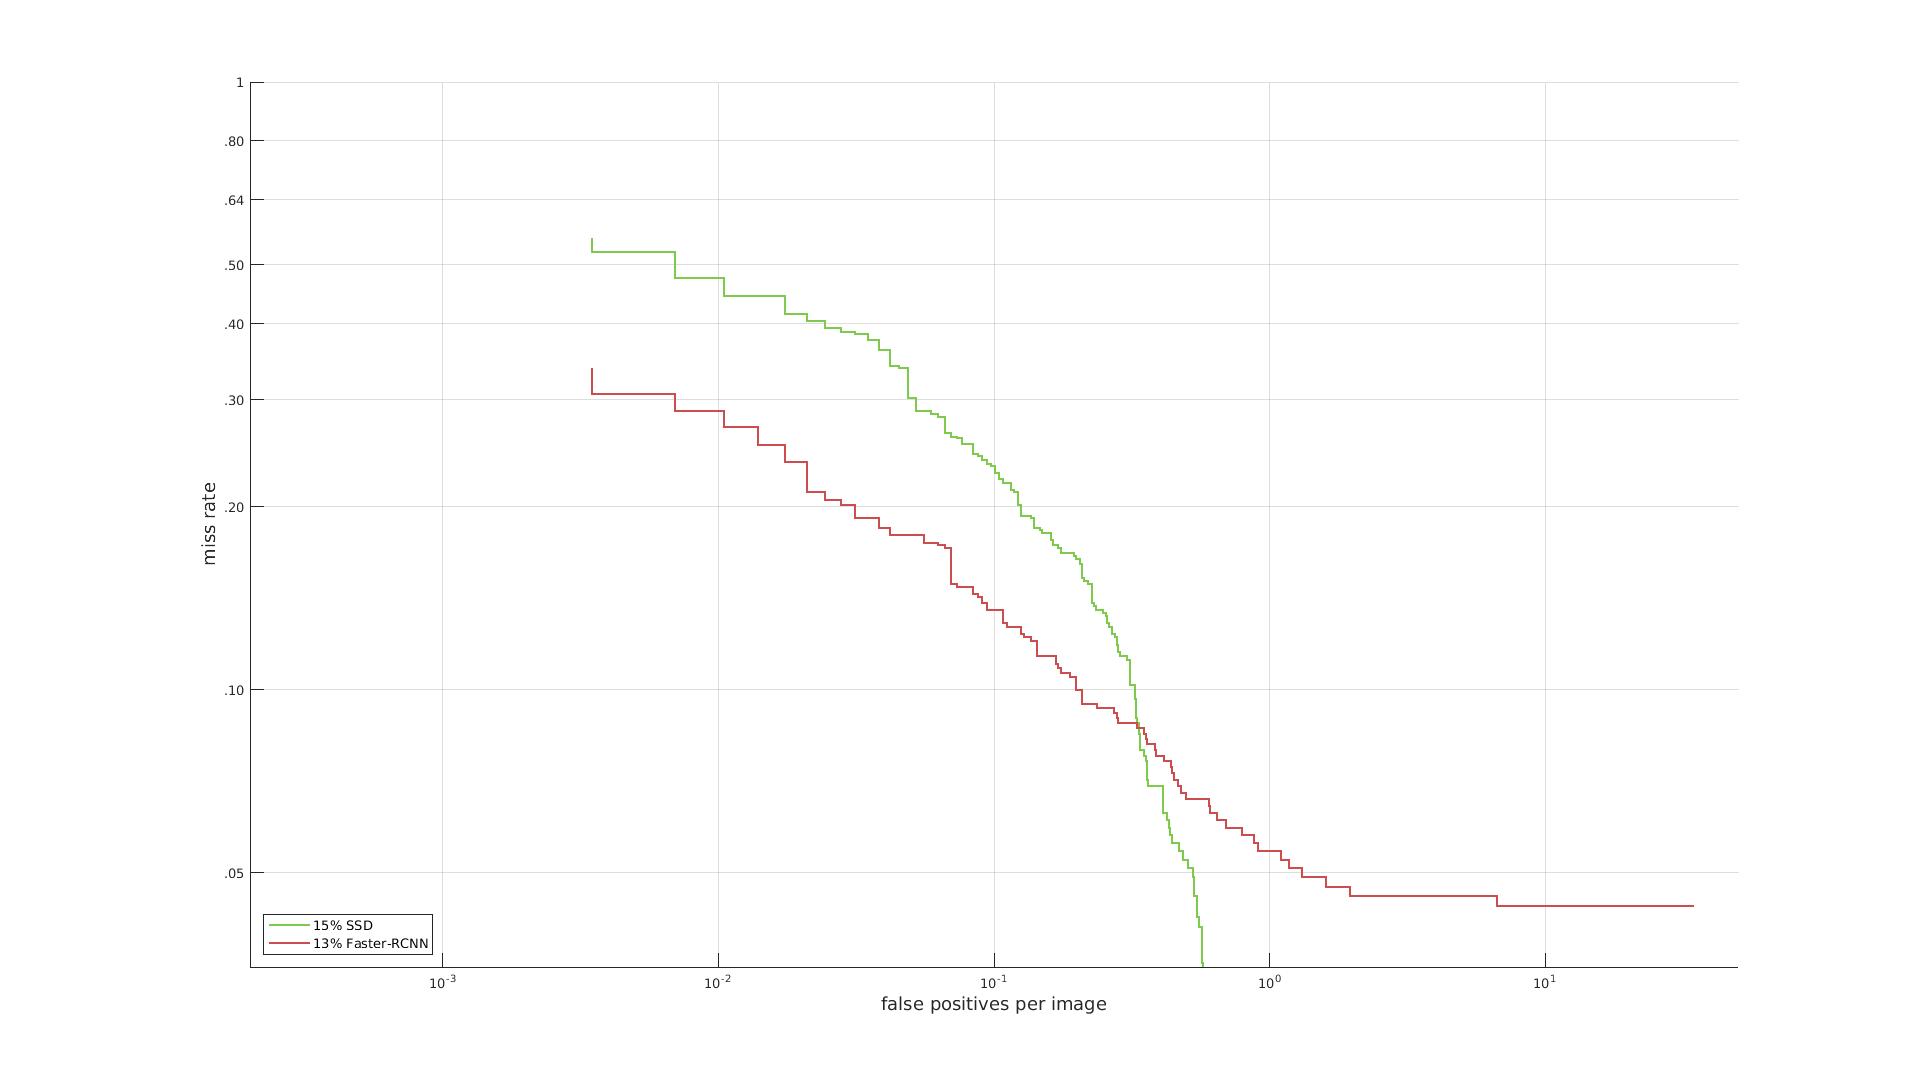 1
.80
.64
.50
.40
.30
.20
.10
.05
miss rate
15% SSD
13% Faster-RCNN
10^-3 10^-2 10^-1 10^0 10^1
false positives per image